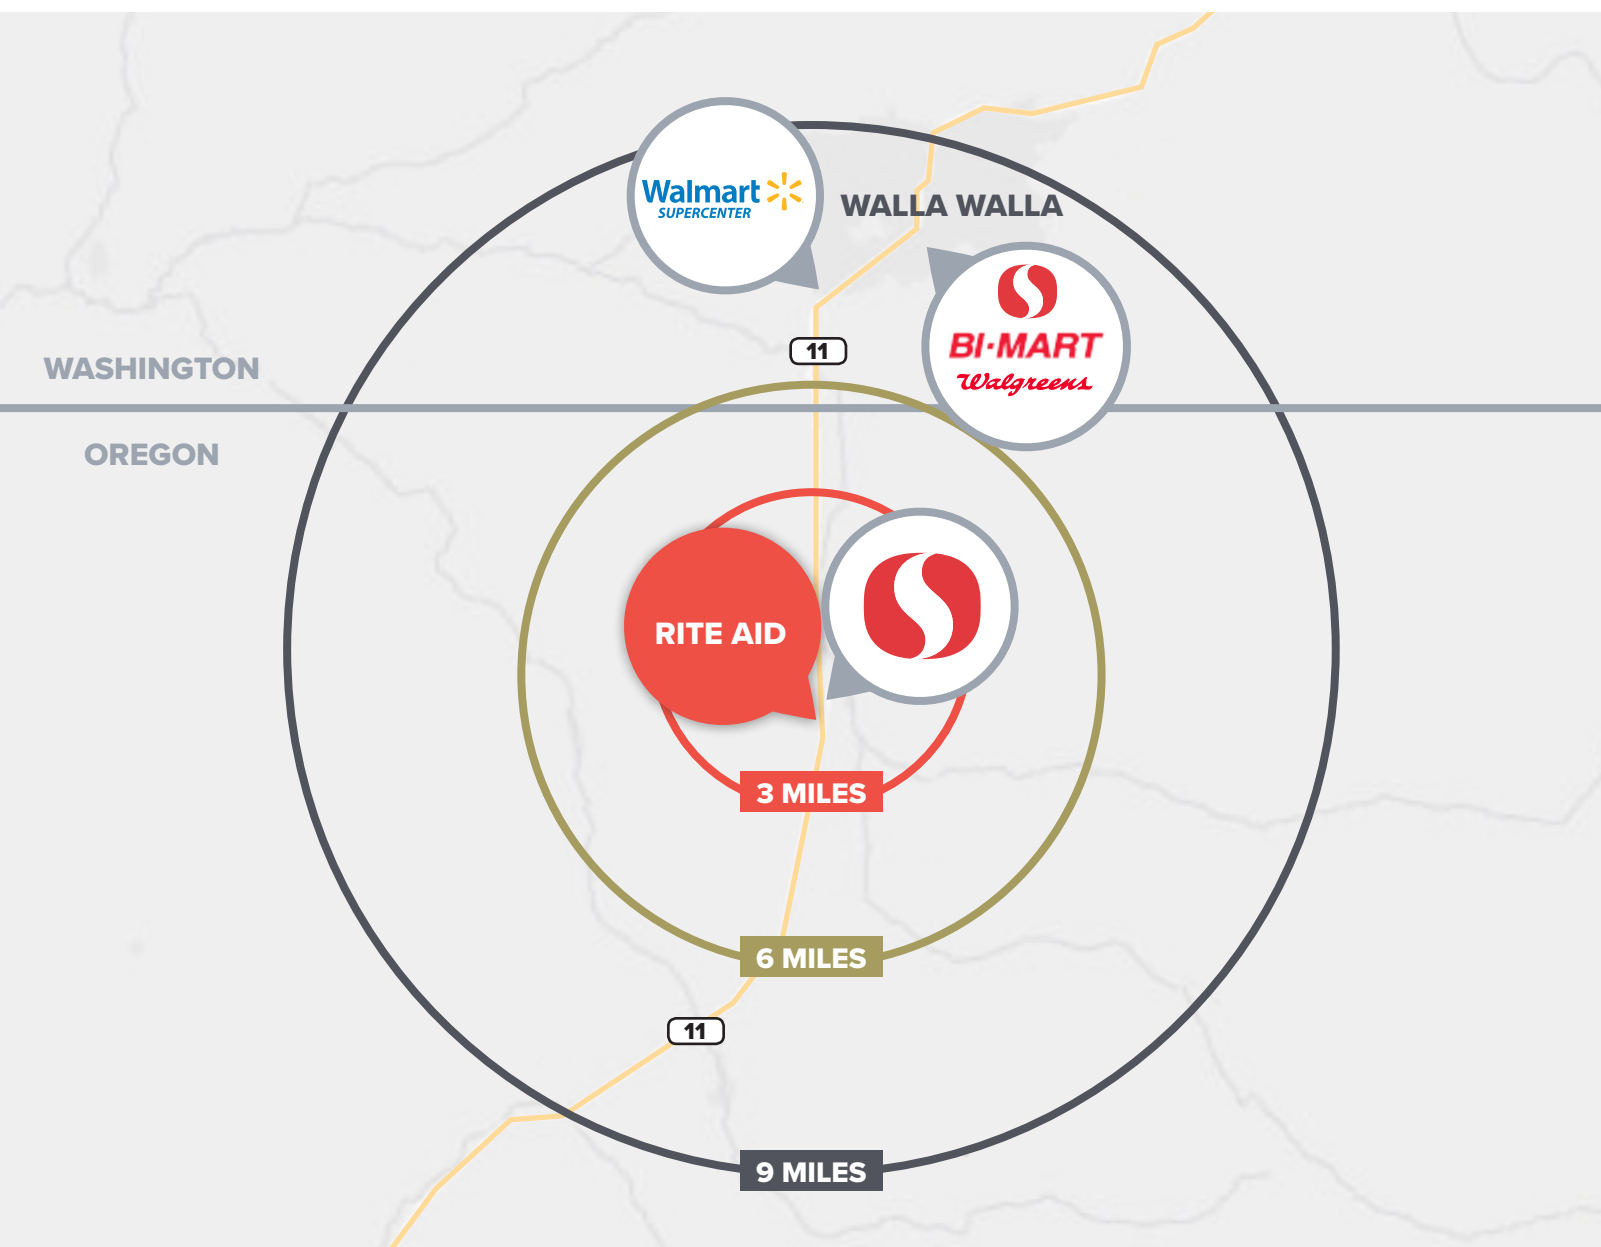 Walmart
SUPERCENTER
WALLA WALLA
BI-MART
Walgreens
11
WASHINGTON
OREGON
RITE AID
3 MILES
6 MILES
11
9 MILES